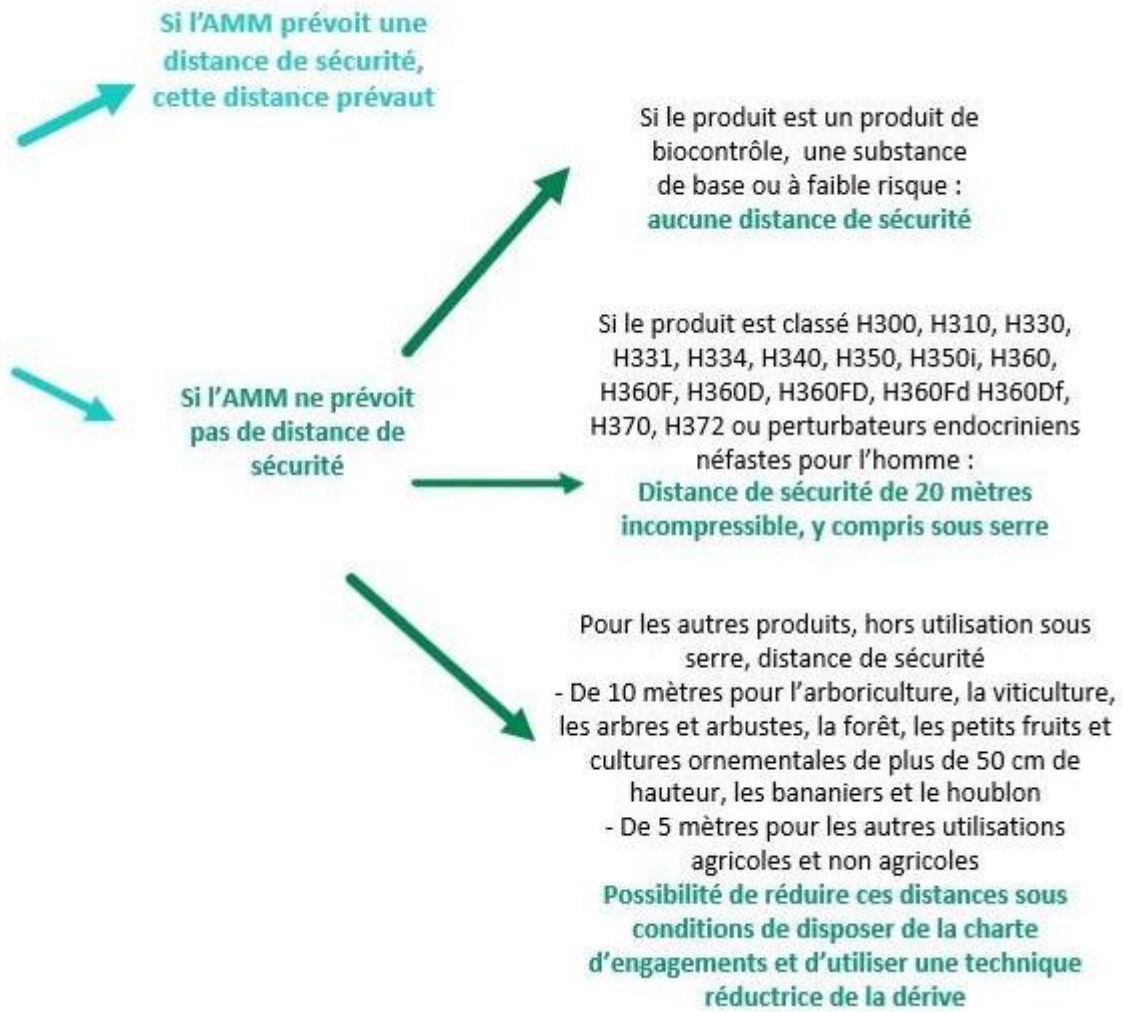 Si l'AMM prévoit une
distance de sécurité,
cette distance prévaut
Si le produit est un produit de
biocontrôle, une substance
de base ou à faible risque :
aucune distance de sécurité
Si l'AMM ne prévoit
pas de distance de
sécurité
Si le produit est classé H300, H310, H330,
H331, H334, H340, H350, H350i, H360,
H360F, H360D, H360FD, H360Fd H360Df,
H370, H372 ou perturbateurs endocriniens
néfastes pour l'homme :
Distance de sécurité de 20 mètres
incompressible, y compris sous serre
Pour les autres produits, hors utilisation sous
serre, distance de sécurité
- De 10 mètres pour l'arboriculture, la viticulture,
les arbres et arbustes, la forêt, les petits fruits et
cultures ornementales de plus de 50 cm de
hauteur, les bananiers et le houblon
- De 5 mètres pour les autres utilisations
agricoles et non agricoles
Possibilité de réduire ces distances sous
conditions de disposer de la charte
d'engagements et d'utiliser une technique
réductrice de la dérive